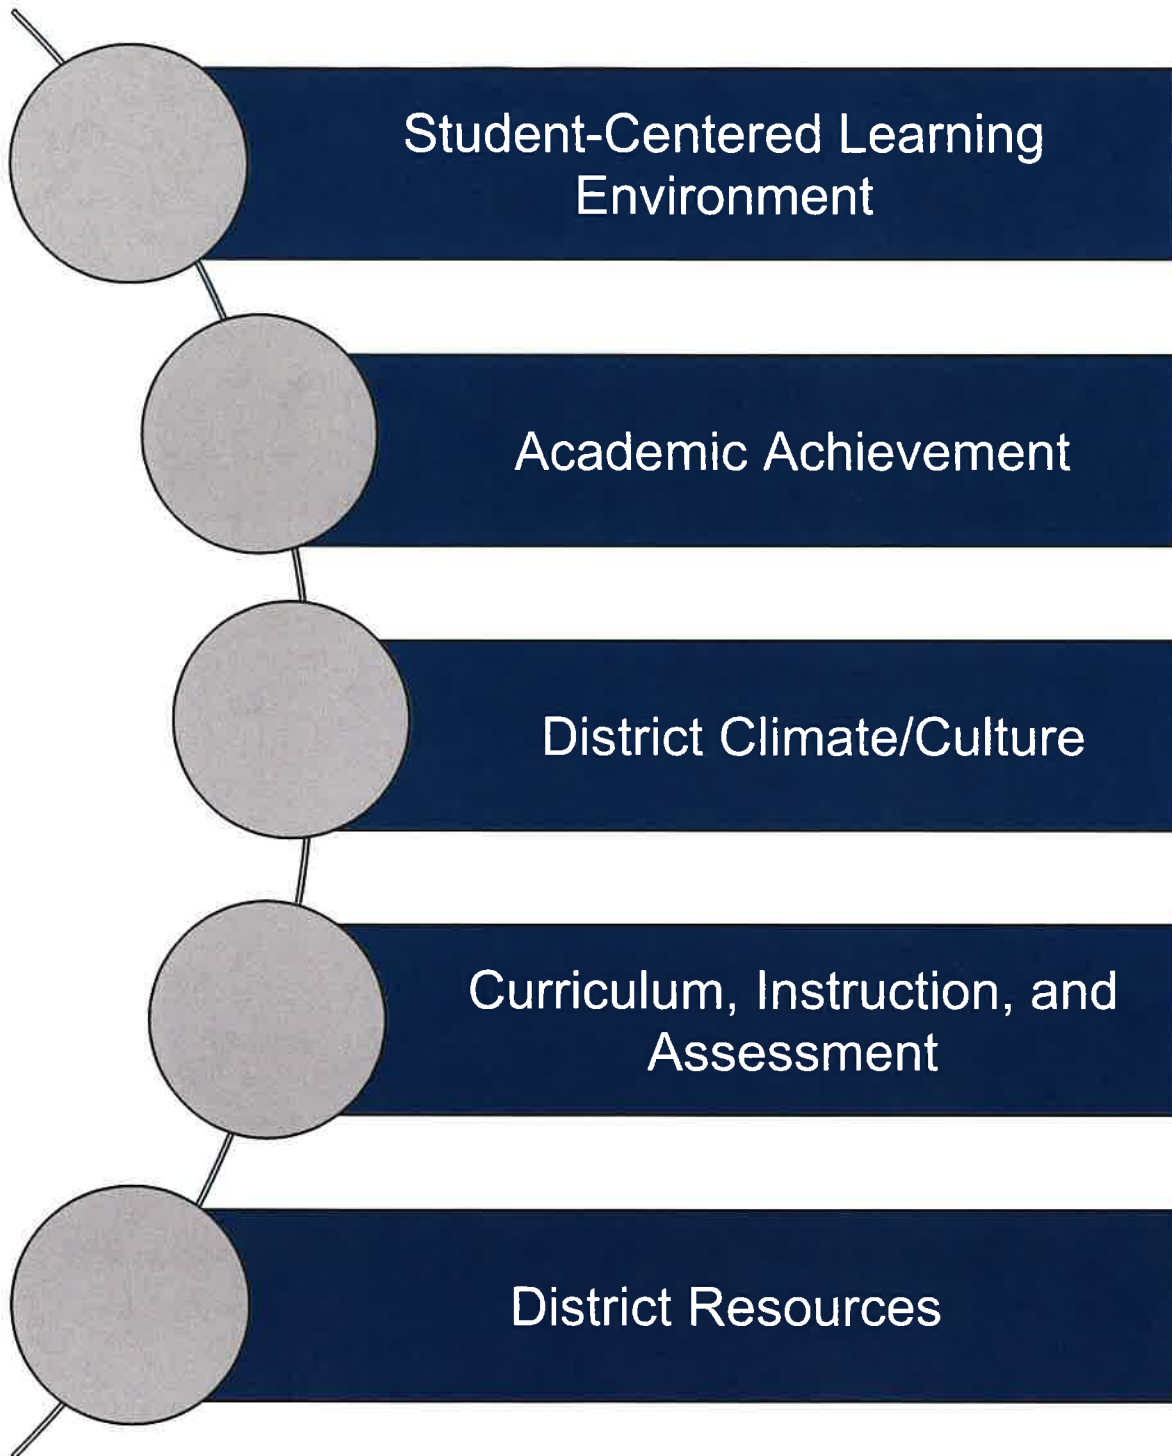 Student-Centered Learning
Environment
Academic Achievement
District Climate/Culture
Curriculum, Instruction, and
Assessment
District Resources